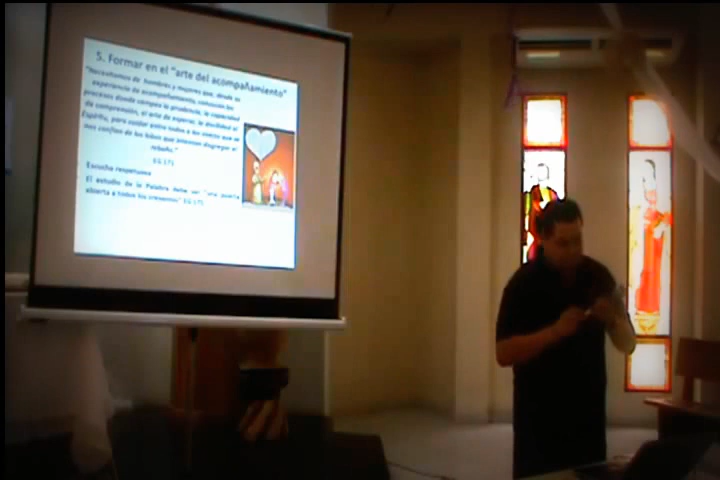 5. Formar en el "arte del acompañamiento"
"Necesitamos de hombres y mujeres que, desde su
experiencia de acompañamiento, conozcan los
procesos donde campea la prudencia, la capacidad
de comprensión, el arte de esperar, la docilidad al
Espíritu, para cuidar entre todos a las ovejas que se
nos confían de los lobos que intentan disgregar el
rebaño."
EG 171
Escucha respetuosa
El estudio de la Palabra debe ser "una puerta
abierta a todos los creyentes" EG 175